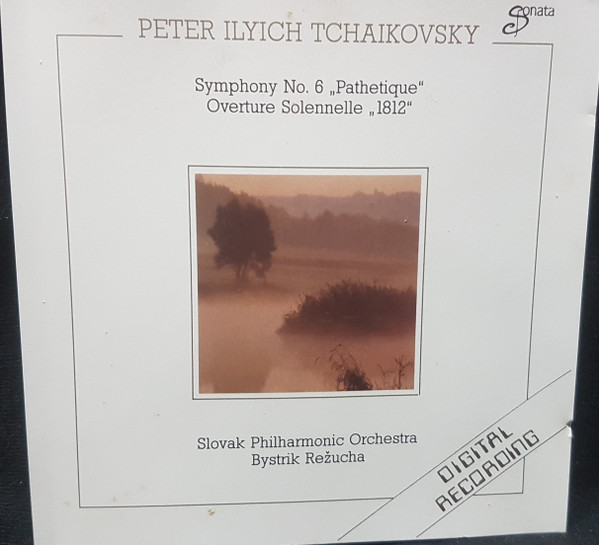 Sonata
PETER ILYICH TCHAIKOVSKY
Symphony No. 6 „Pathetique“
Overture Solennelle „1812“
Slovak Philharmonic Orchestra
Bystrik Režucha
DIGITAL
RECORDING